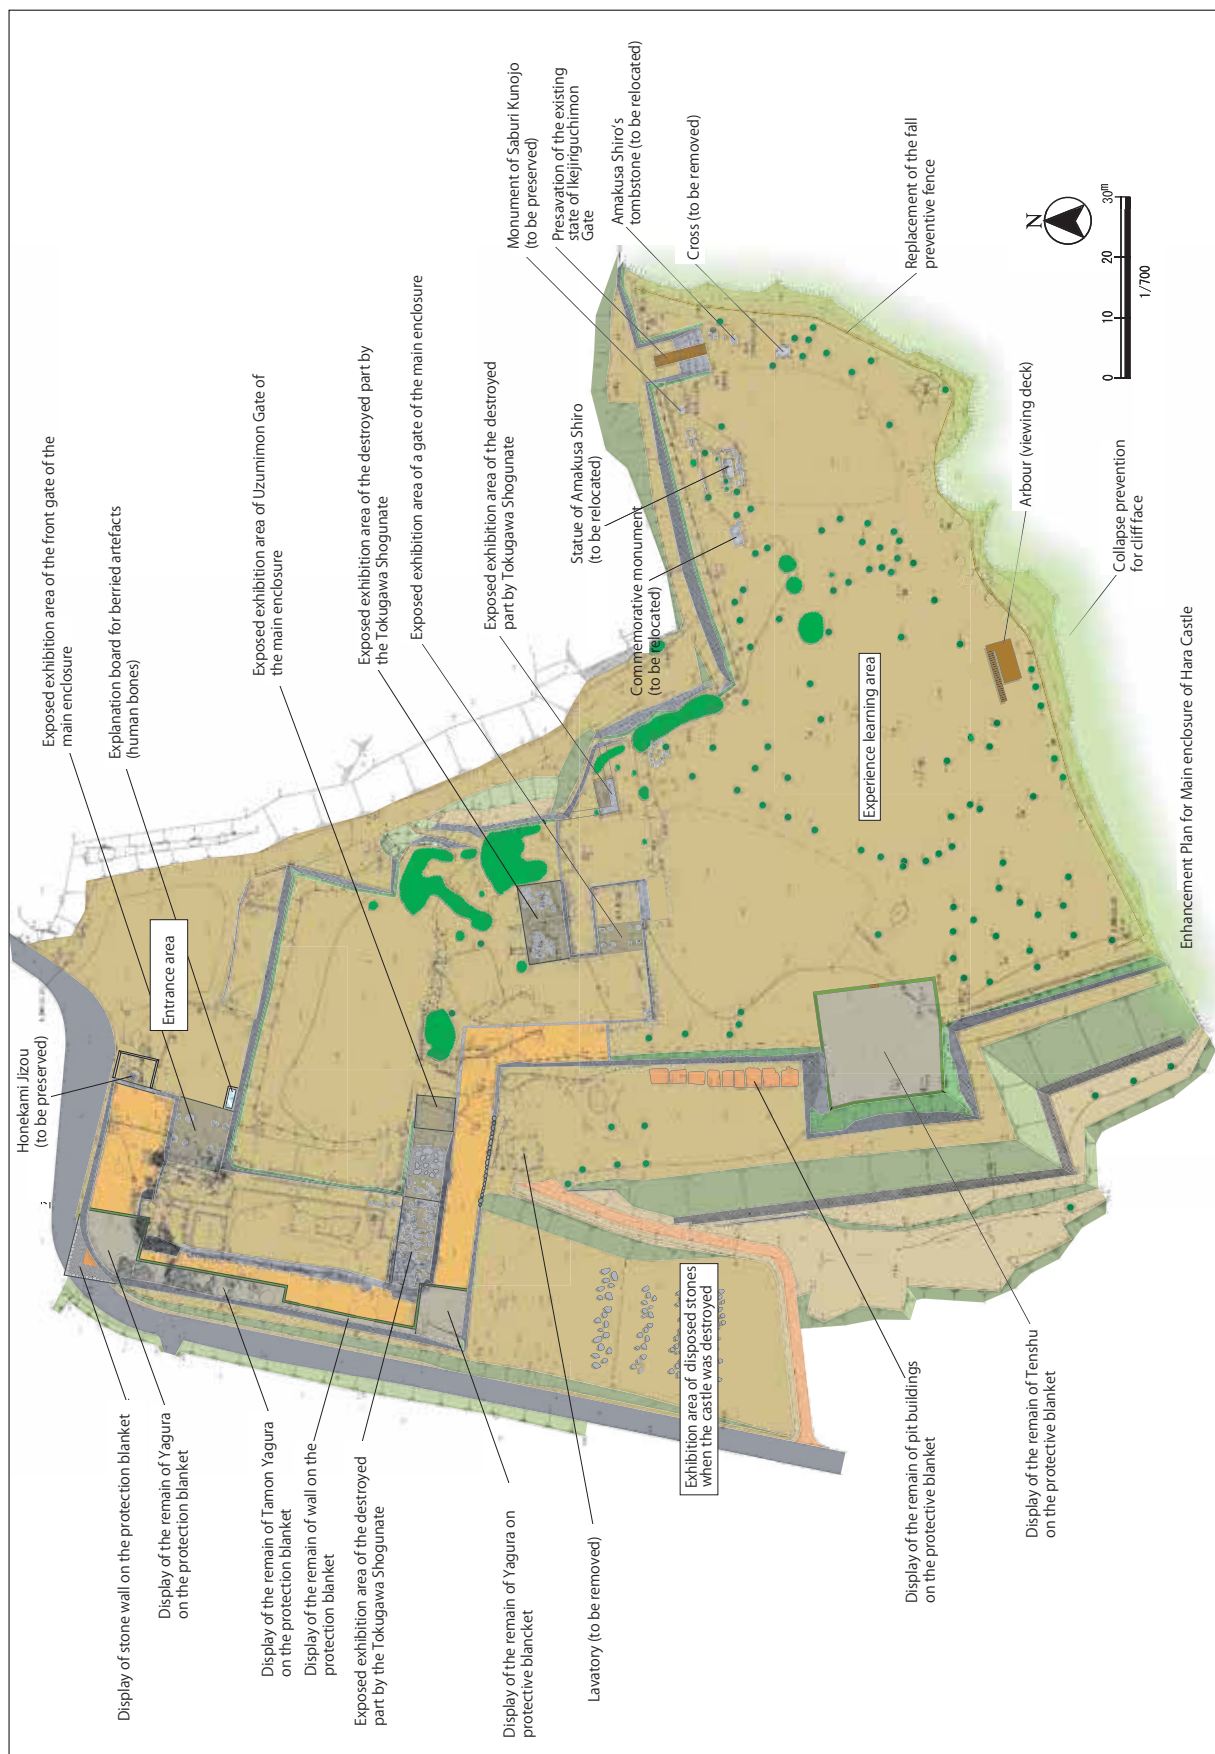 Honekami Jizou
(to be preserved)
Entrance area
Exposed exhibition area of the front gate of the
main enclosure
Explanation board for berried artefacts
(human bones)
Exposed exhibition area of Uzumimon Gate of
the main enclosure
Exposed exhibition area of the destroyed part by
the Tokugawa Shogunate
Exposed exhibition area of a gate of the main enclosure
Exposed exhibition area of the destroyed
part by Tokugawa Shogunate
Commemorative monument
(to be relocated)
Statue of Amakusa Shiro
(to be relocated)
Monument of Saburi Kunojo
(to be preserved)
Presavation of the existing
state of Ikejiriguchimon
Gate
Amakusa Shiro's
tombstone (to be relocated)
Cross (to be removed)
Replacement of the fall
preventive fence
Arbour (viewing deck)
Collapse prevention
for cliff face
Experience learning area
Display of stone wall on the protection blanket
Display of the remain of Yagura
on the protection blanket
Display of the remain of Tamon Yagura
on the protection blanket
Display of the remain of wall on the
protection blanket
Exposed exhibition area of the destroyed
part by the Tokugawa Shogunate
Display of the remain of Yagura on
protective blancket
Lavatory (to be removed)
Exhibition area of disposed stones
when the castle was destroyed
Display of the remain of pit buildings
on the protective blanket
Display of the remain of Tenshu
on the protective blanket
N
0 10 20 30m
1/700
Enhancement Plan for Main enclosure of Hara Castle